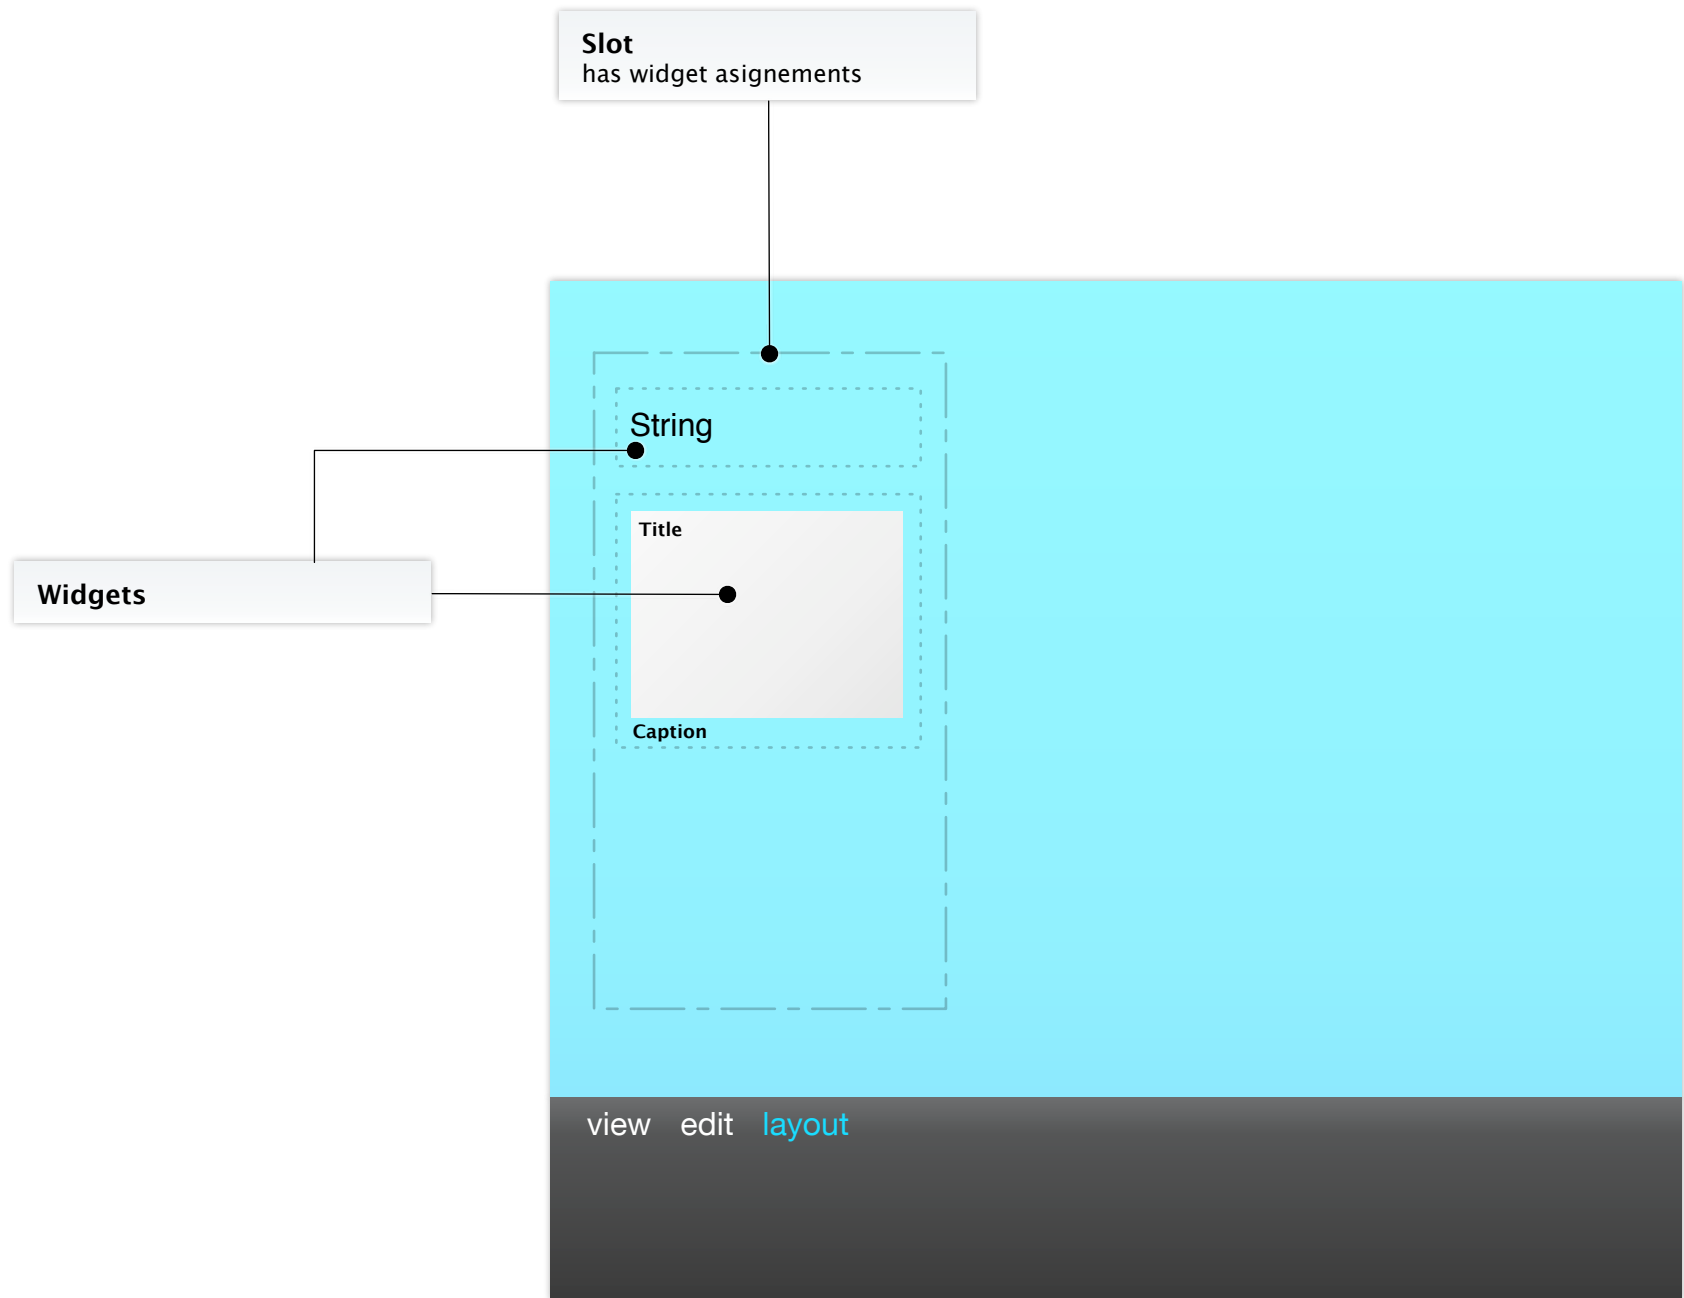 Slot
has widget asignements
String
Title
Widgets
Caption
view edit layout